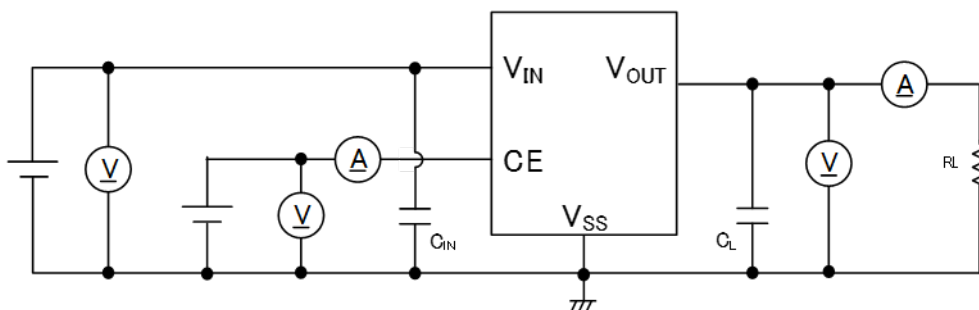 VIN VOUT
A
V A CE V RL
V
VSS
CIN CL